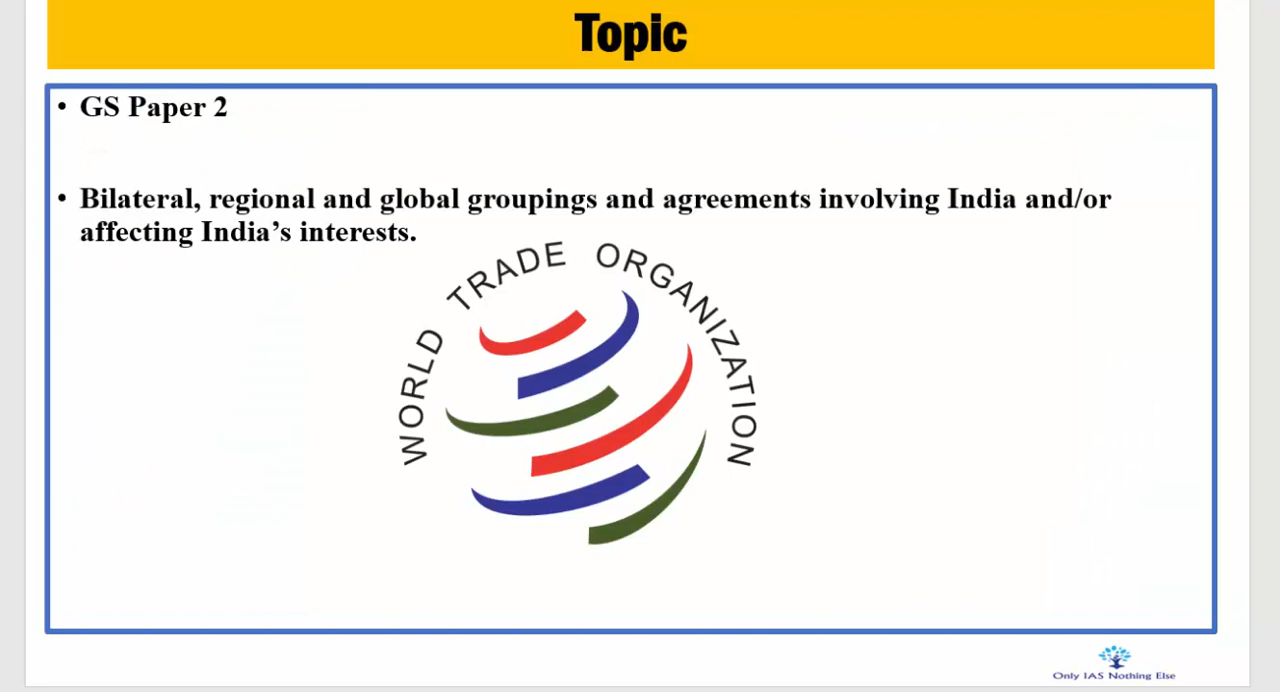 Topic
• GS Paper 2
• Bilateral, regional and global groupings and agreements involving India and/or
affecting India’s interests.
WORLD TRADE ORGANIZATION
Only IAS Nothing Else